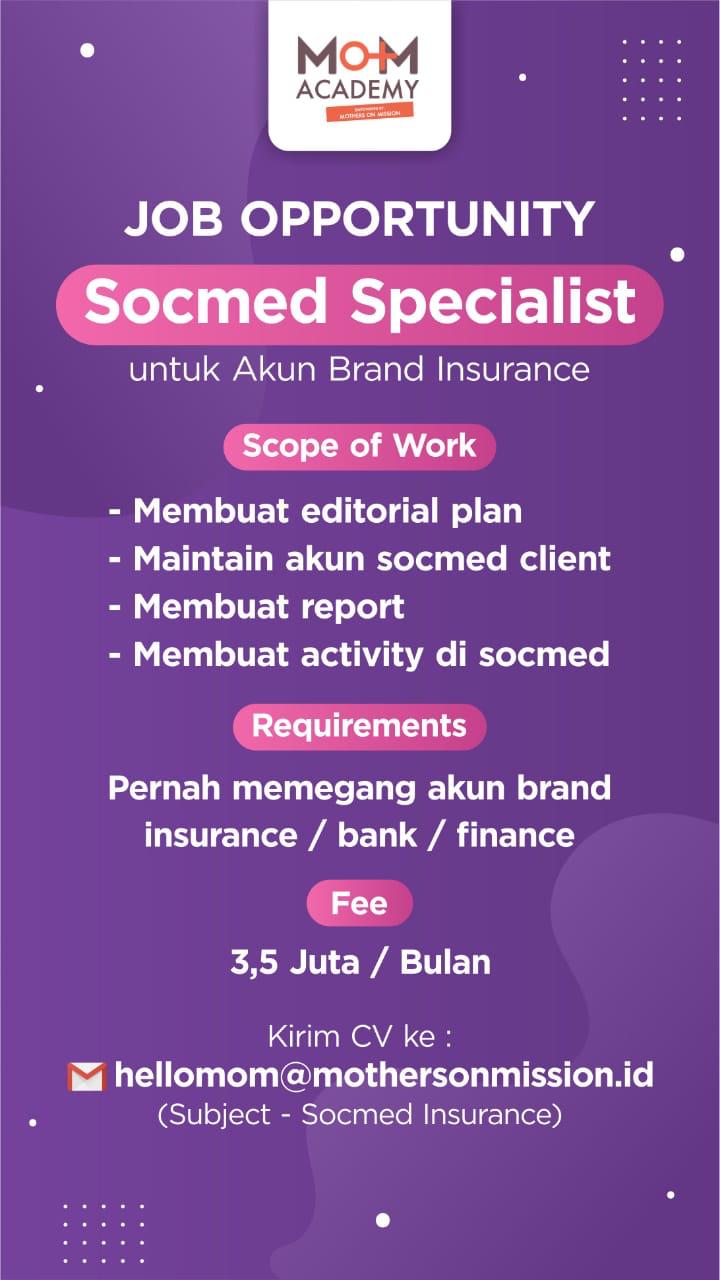 MOM
ACADEMY
EMPOWERED BY
MOTHERS ON MISSION
JOB OPPORTUNITY
Socmed Specialist
untuk Akun Brand Insurance
Scope of Work
- Membuat editorial plan
- Maintain akun socmed client
- Membuat report
- Membuat activity di socmed
Requirements
Pernah memegang akun brand
insurance / bank / finance
Fee
3,5 Juta / Bulan
Kirim CV ke :
hellomom@mothersonmission.id
(Subject - Socmed Insurance)